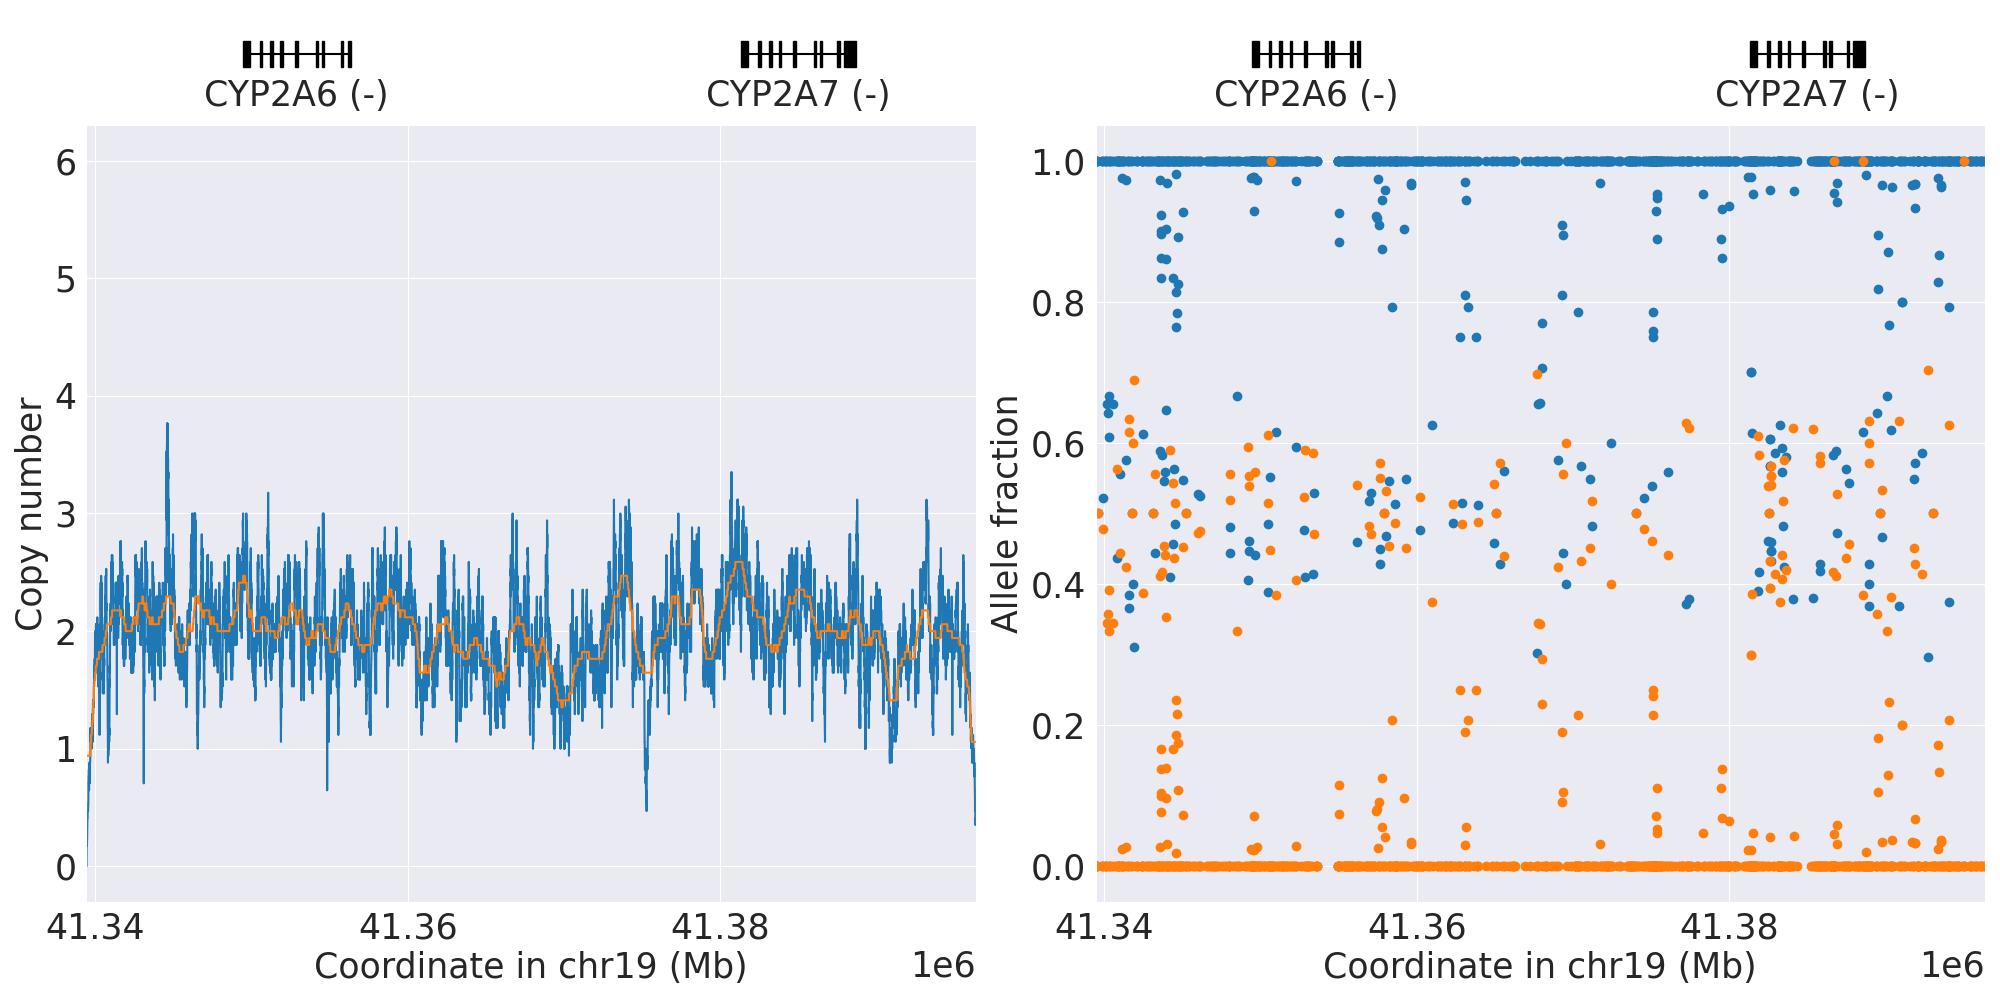 CYP2A6 (-)
CYP2A7 (-)
6
5
4
3
2
1
0
Copy number
41.34
41.36
41.38
Coordinate in chr19 (Mb)
1e6
CYP2A6 (-)
CYP2A7 (-)
1.0
0.8
0.6
0.4
0.2
0.0
Allele fraction
41.34
41.36
41.38
Coordinate in chr19 (Mb)
1e6